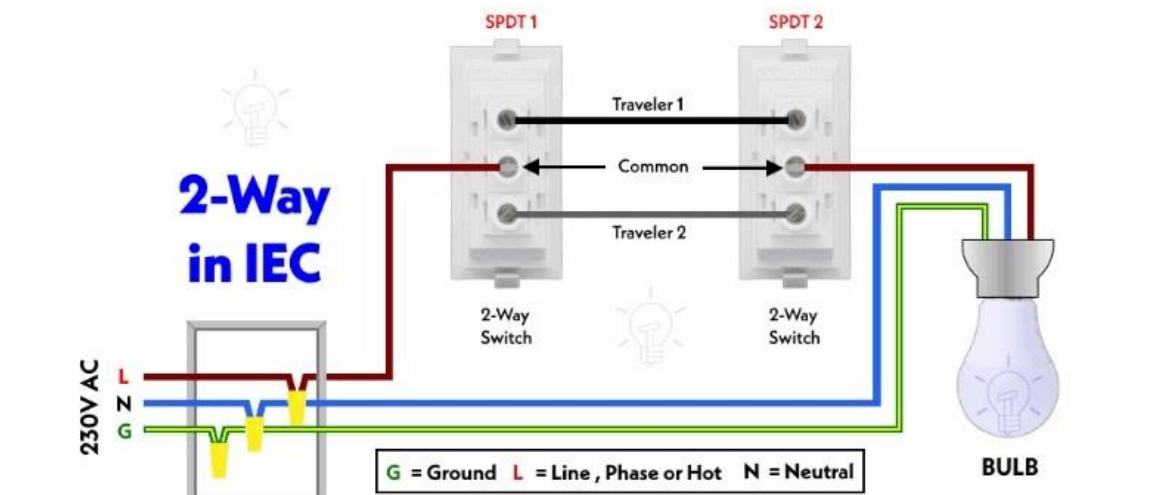 SPDT 1
SPDT 2
Traveler 1
Common
Traveler 2
2-Way
in IEC
2-Way
Switch
2-Way
Switch
230V AC
L
N
G
G = Ground L = Line , Phase or Hot N = Neutral
BULB